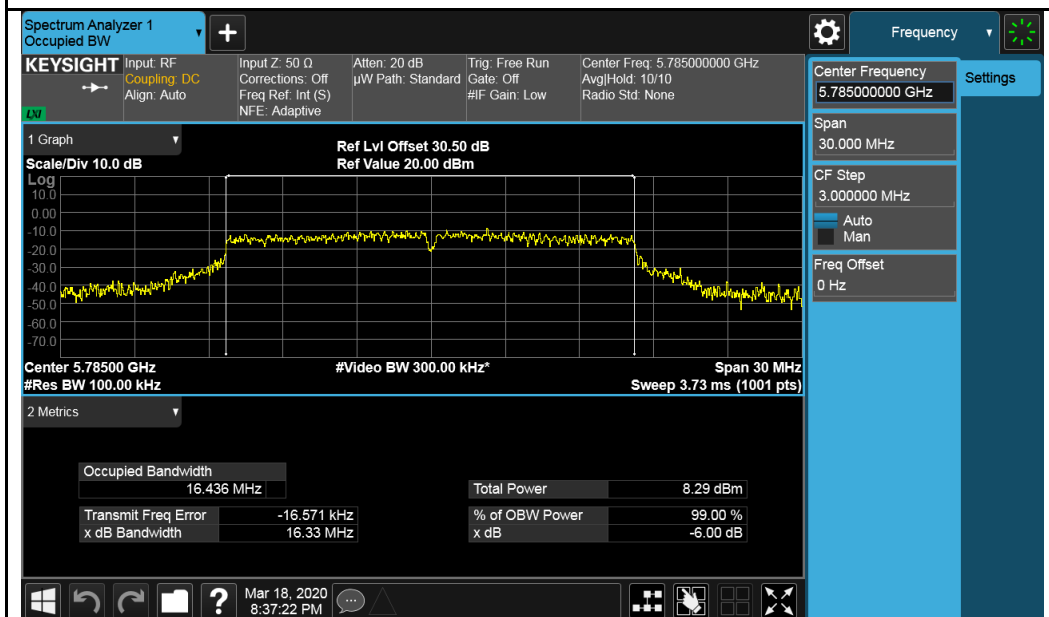 Spectrum Analyzer 1
Occupied BW
Frequency
KEYSIGHT
LXI
Input: RF
Coupling: DC
Align: Auto
Input Z: 50 Ω
Corrections: Off
Freq Ref: Int (S)
NFE: Adaptive
Atten: 20 dB
µW Path: Standard
Trig: Free Run
Gate: Off
#IF Gain: Low
Center Freq: 5.785000000 GHz
Avg|Hold: 10/10
Radio Std: None
1 Graph
Scale/Div 10.0 dB
Ref Lvl Offset 30.50 dB
Ref Value 20.00 dBm
Log
10.0
0.00
-10.0
-20.0
-30.0
-40.0
-50.0
-60.0
-70.0
Center 5.78500 GHz
#Res BW 100.00 kHz
#Video BW 300.00 kHz*
Span 30 MHz
Sweep 3.73 ms (1001 pts)
2 Metrics
Occupied Bandwidth
16.436 MHz
Transmit Freq Error -16.571 kHz
x dB Bandwidth 16.33 MHz
Total Power 8.29 dBm
% of OBW Power 99.00 %
x dB -6.00 dB
Center Frequency
5.785000000 GHz
Span
30.000 MHz
CF Step
3.000000 MHz
Auto
Man
Freq Offset
0 Hz
Settings
?
Mar 18, 2020
8:37:22 PM